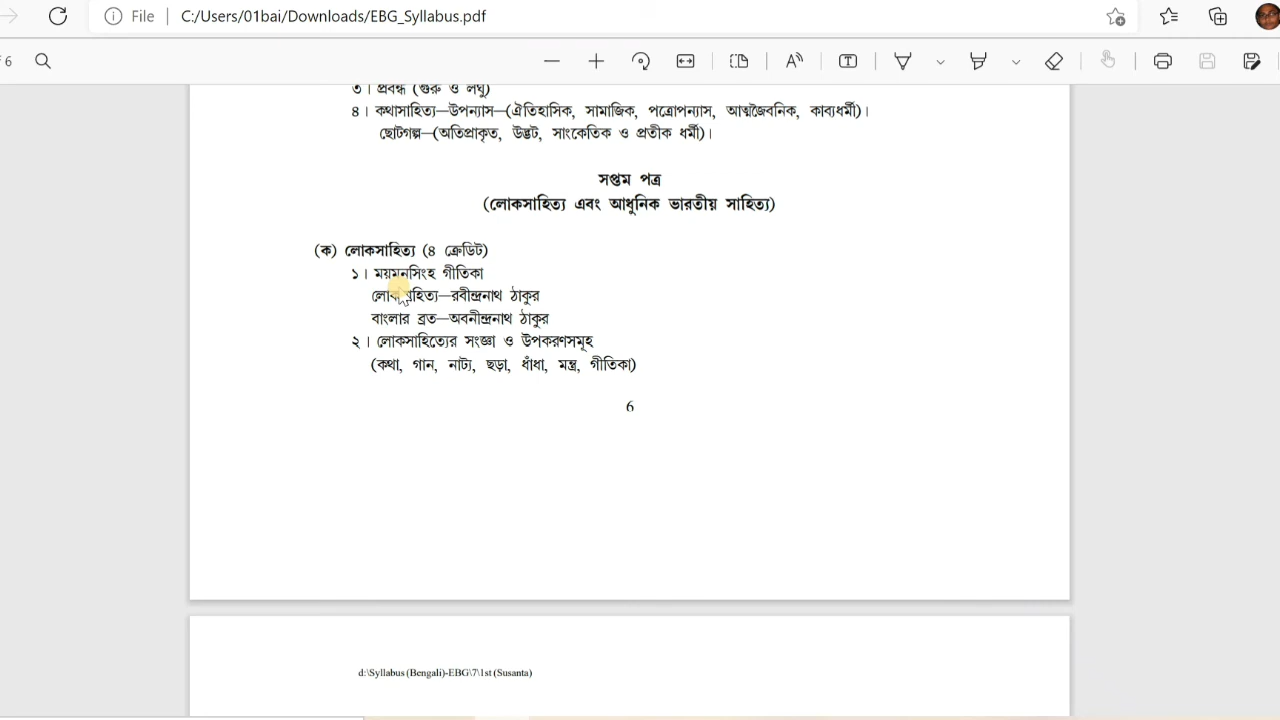 File
C:/Users/01bai/Downloads/EBG_Syllabus.pdf
6
৩। প্রবন্ধ (গুরু ও লঘু)
৪। কথাসাহিত্য—উপন্যাস—(ঐতিহাসিক, সামাজিক, পত্রোপন্যাস, আত্মজৈবনিক, কাব্যধর্মী)।
ছোটগল্প—(অতিপ্রাকৃত, উদ্ভট, সাংকেতিক ও প্রতীক ধর্মী)।
সপ্তম পত্র
(লোকসাহিত্য এবং আধুনিক ভারতীয় সাহিত্য)
(ক) লোকসাহিত্য (৪ ক্রেডিট)
১। ময়মনসিংহ গীতিকা
লোকসাহিত্য—রবীন্দ্রনাথ ঠাকুর
বাংলার ব্রত—অবনীন্দ্রনাথ ঠাকুর
২। লোকসাহিত্যের সংজ্ঞা ও উপকরণসমূহ
(কথা, গান, নাট্য, ছড়া, ধাঁধা, মন্ত্র, গীতিকা)
6
d:\Syllabus (Bengali)-EBG\7\1st (Susanta)